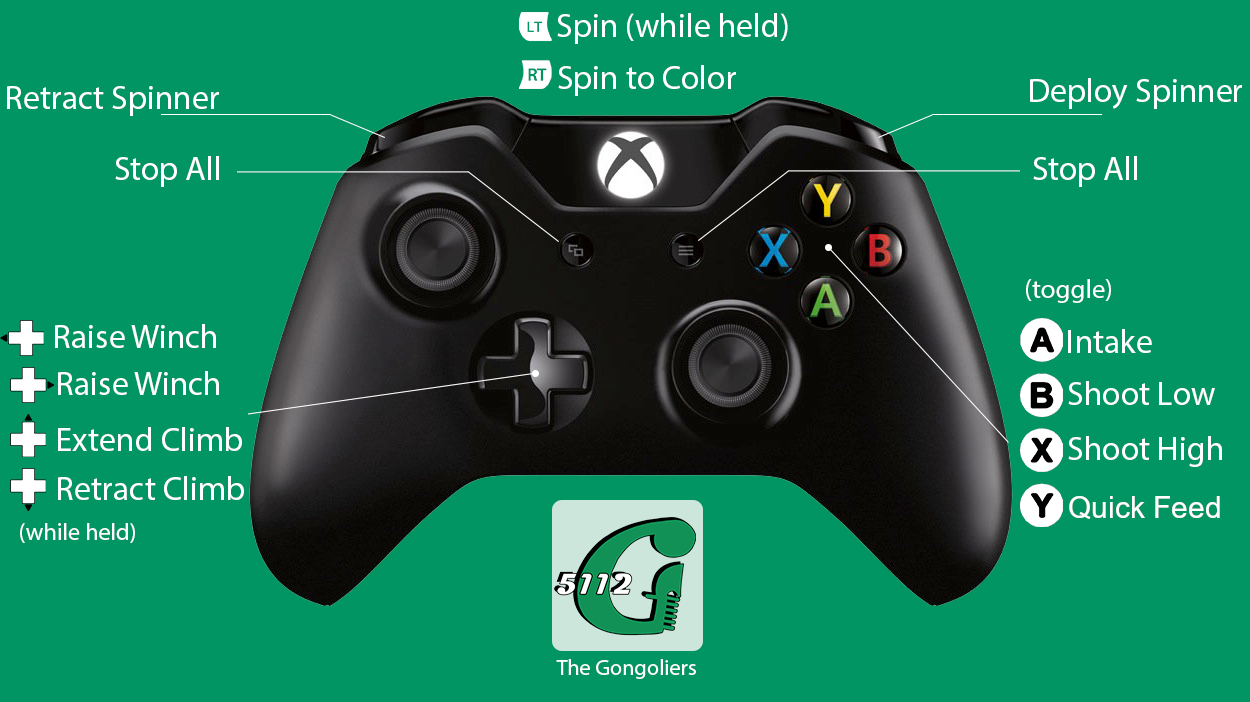 LT Spin (while held)
RT Spin to Color
Retract Spinner
Deploy Spinner
Stop All
Stop All
Y
X
B
A
(toggle)
Raise Winch
A Intake
Raise Winch
B Shoot Low
Extend Climb
X Shoot High
Retract Climb
Y Quick Feed
(while held)
5112
G
The Gongoliers